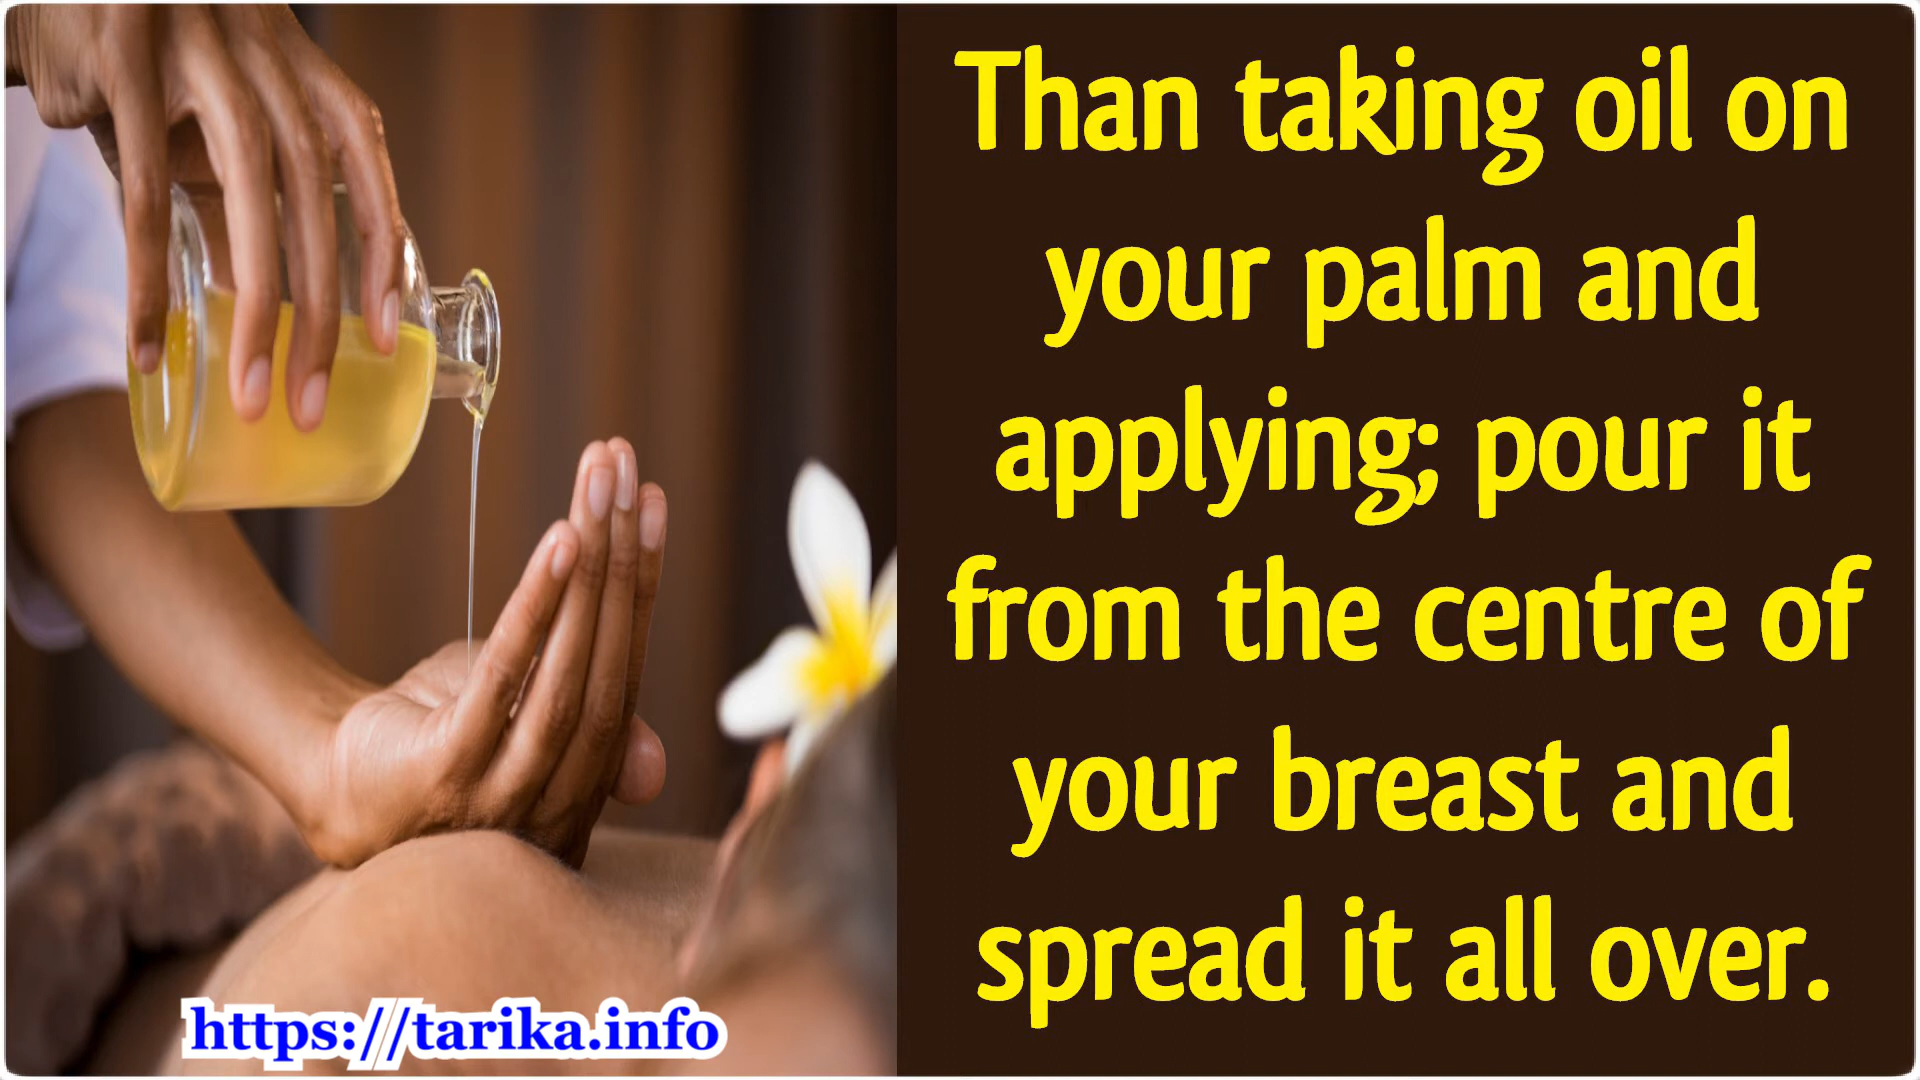 Than taking oil on
your palm and
applying; pour it
from the centre of
your breast and
spread it all over.
https://tarika.info